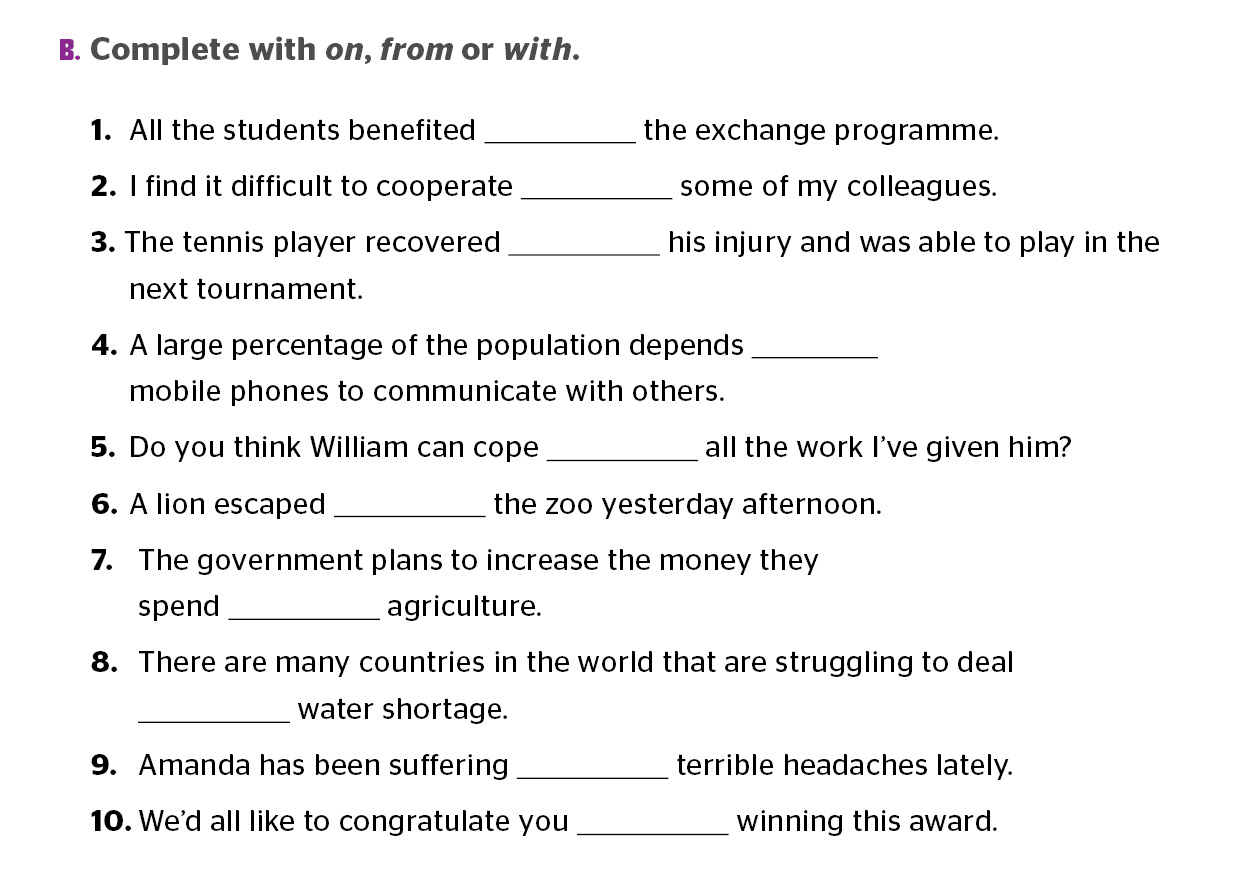 B. Complete with on, from or with.
1. All the students benefited __________ the exchange programme.
2. I find it difficult to cooperate __________ some of my colleagues.
3. The tennis player recovered __________ his injury and was able to play in the
next tournament.
4. A large percentage of the population depends ________
mobile phones to communicate with others.
5. Do you think William can cope __________ all the work I’ve given him?
6. A lion escaped __________ the zoo yesterday afternoon.
7. The government plans to increase the money they
spend __________ agriculture.
8. There are many countries in the world that are struggling to deal
__________ water shortage.
9. Amanda has been suffering __________ terrible headaches lately.
10. We’d all like to congratulate you __________ winning this award.